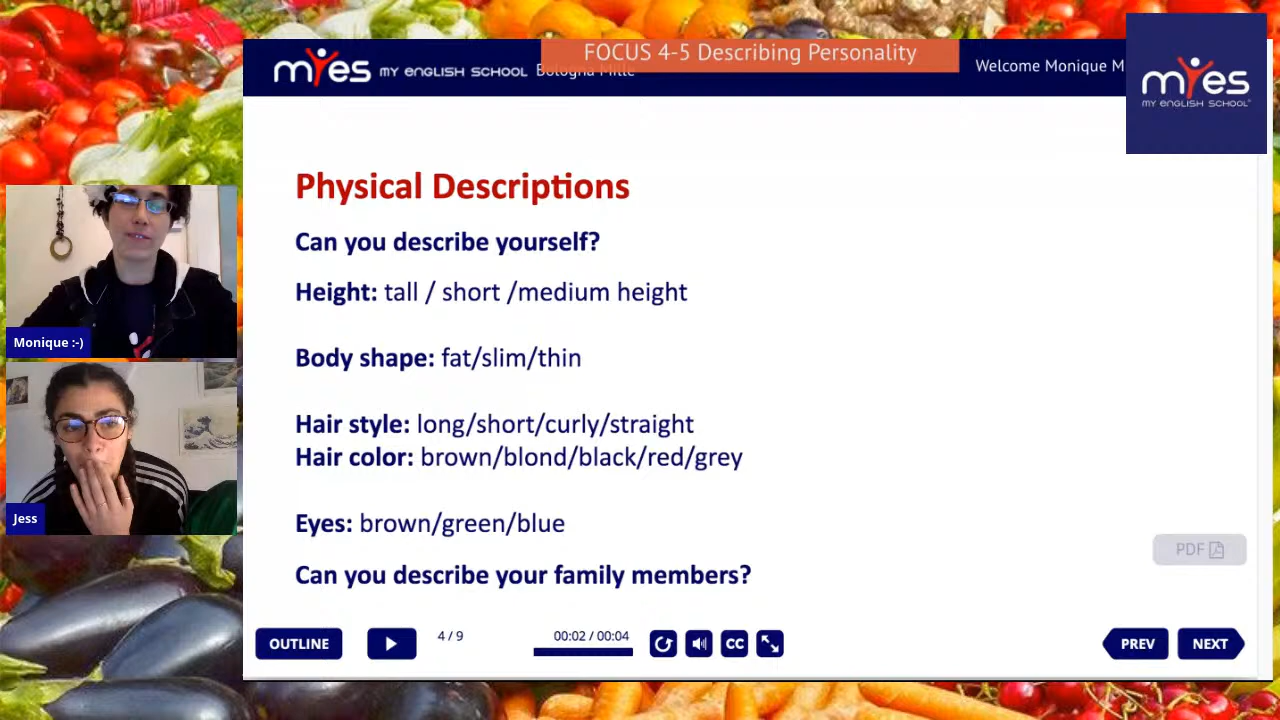 FOCUS 4-5 Describing Personality
myes MY ENGLISH SCHOOL Bologna Mille
Welcome Monique M
myes
MY ENGLISH SCHOOL
Physical Descriptions
Can you describe yourself?
Height: tall / short /medium height
Body shape: fat/slim/thin
Hair style: long/short/curly/straight
Hair color: brown/blond/black/red/grey
Eyes: brown/green/blue
Can you describe your family members?
Monique :-)
Jess
PDF
OUTLINE
4 / 9
00:02 / 00:04
CC
PREV
NEXT